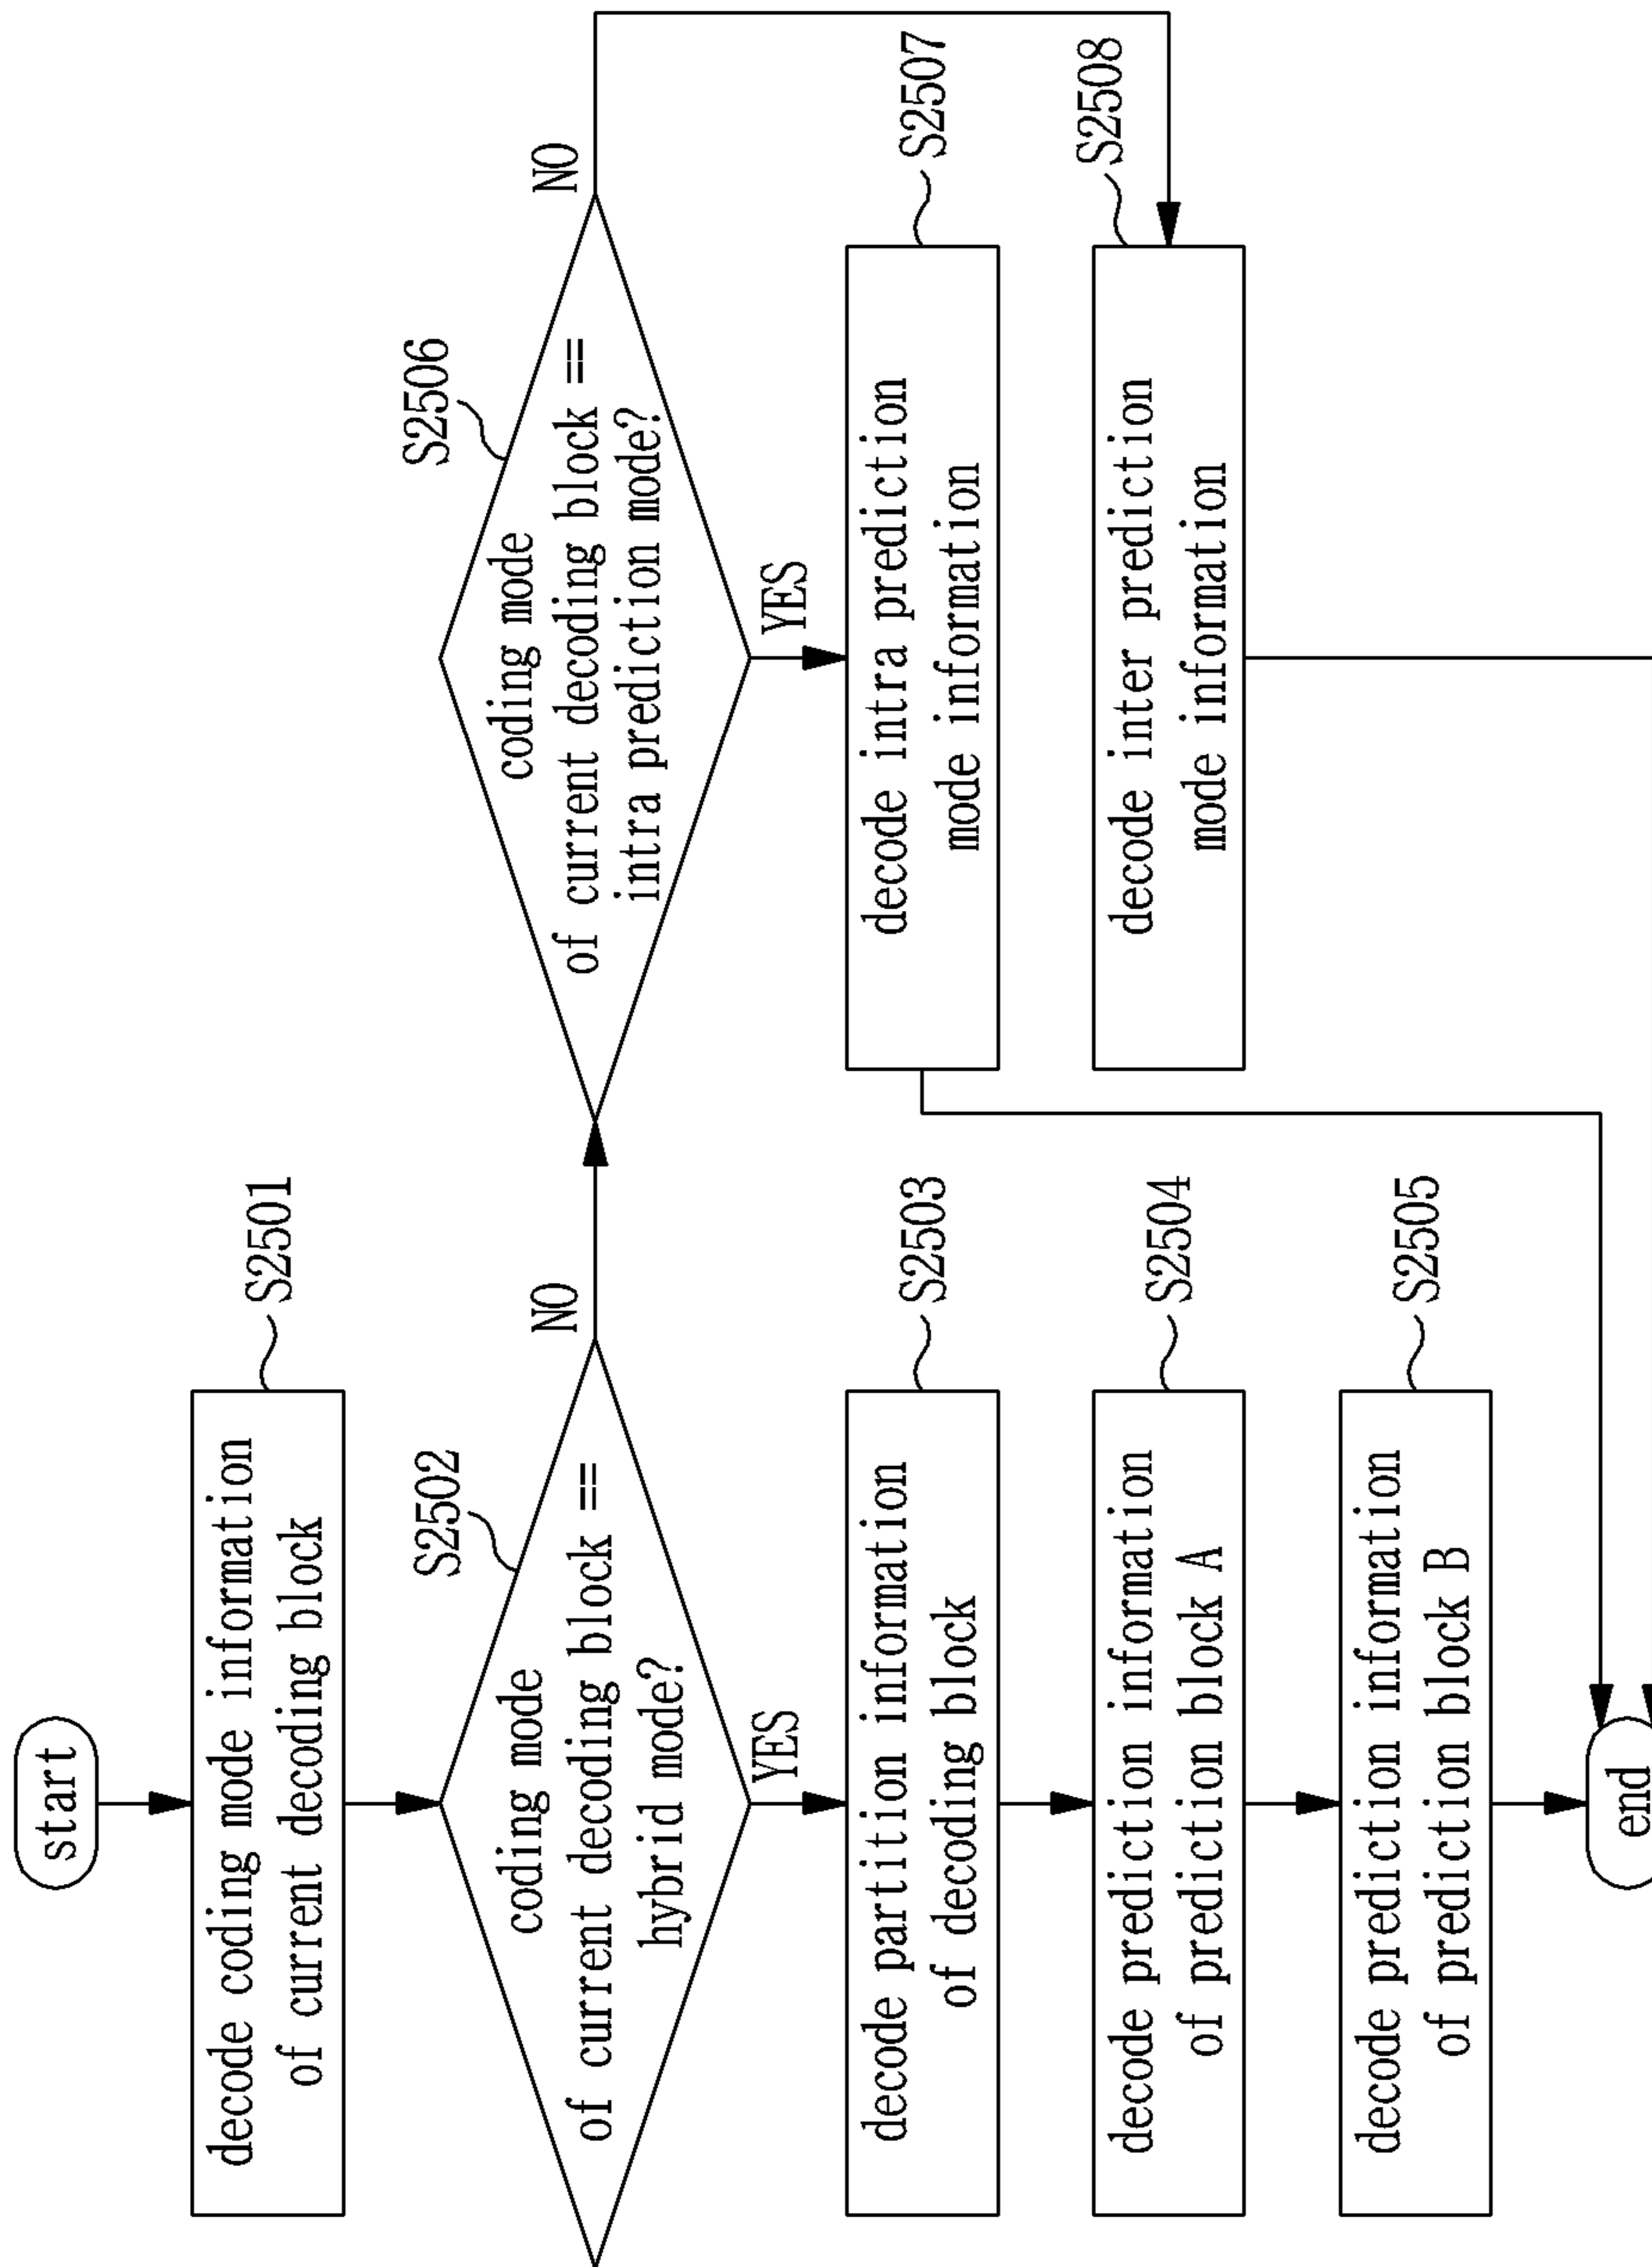 start
decode coding mode information
of current decoding block
S2501
coding mode
of current decoding block ==
hybrid mode?
S2502
NO
YES
decode partition information
of decoding block
S2503
decode prediction information
of prediction block A
S2504
decode prediction information
of prediction block B
S2505
coding mode
of current decoding block ==
intra prediction mode?
S2506
NO
YES
decode intra prediction
mode information
S2507
decode inter prediction
mode information
S2508
end